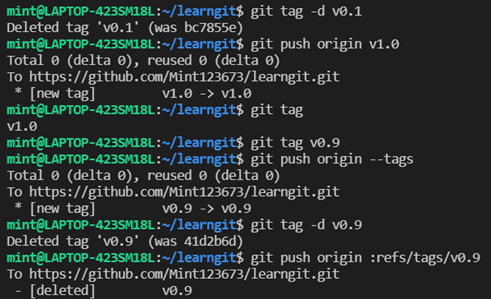 mint@LAPTOP-423SM18L:~/learngit$ git tag -d v0.1
Deleted tag 'v0.1' (was bc7855e)
mint@LAPTOP-423SM18L:~/learngit$ git push origin v1.0
Total 0 (delta 0), reused 0 (delta 0)
To https://github.com/Mint123673/learngit.git
 * [new tag]         v1.0 -> v1.0
mint@LAPTOP-423SM18L:~/learngit$ git tag
v1.0
mint@LAPTOP-423SM18L:~/learngit$ git tag v0.9
mint@LAPTOP-423SM18L:~/learngit$ git push origin --tags
Total 0 (delta 0), reused 0 (delta 0)
To https://github.com/Mint123673/learngit.git
 * [new tag]         v0.9 -> v0.9
mint@LAPTOP-423SM18L:~/learngit$ git tag -d v0.9
Deleted tag 'v0.9' (was 41d2b6d)
mint@LAPTOP-423SM18L:~/learngit$ git push origin :refs/tags/v0.9
To https://github.com/Mint123673/learngit.git
 - [deleted]         v0.9